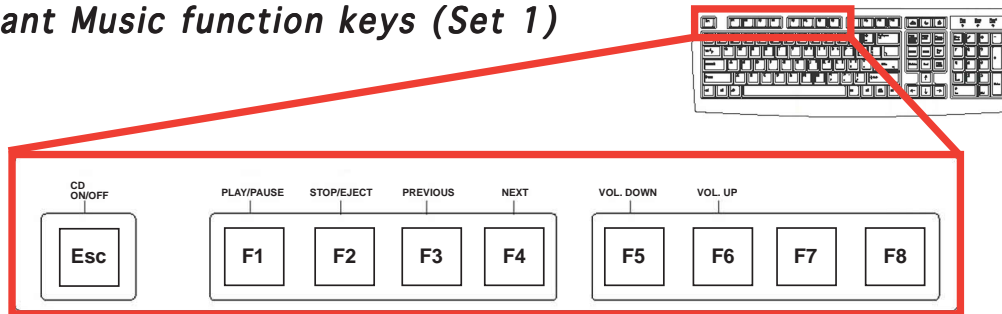 ant Music function keys (Set 1)
CD
ON/OFF
PLAY/PAUSE STOP/EJECT PREVIOUS NEXT VOL. DOWN VOL. UP
Esc F1 F2 F3 F4 F5 F6 F7 F8